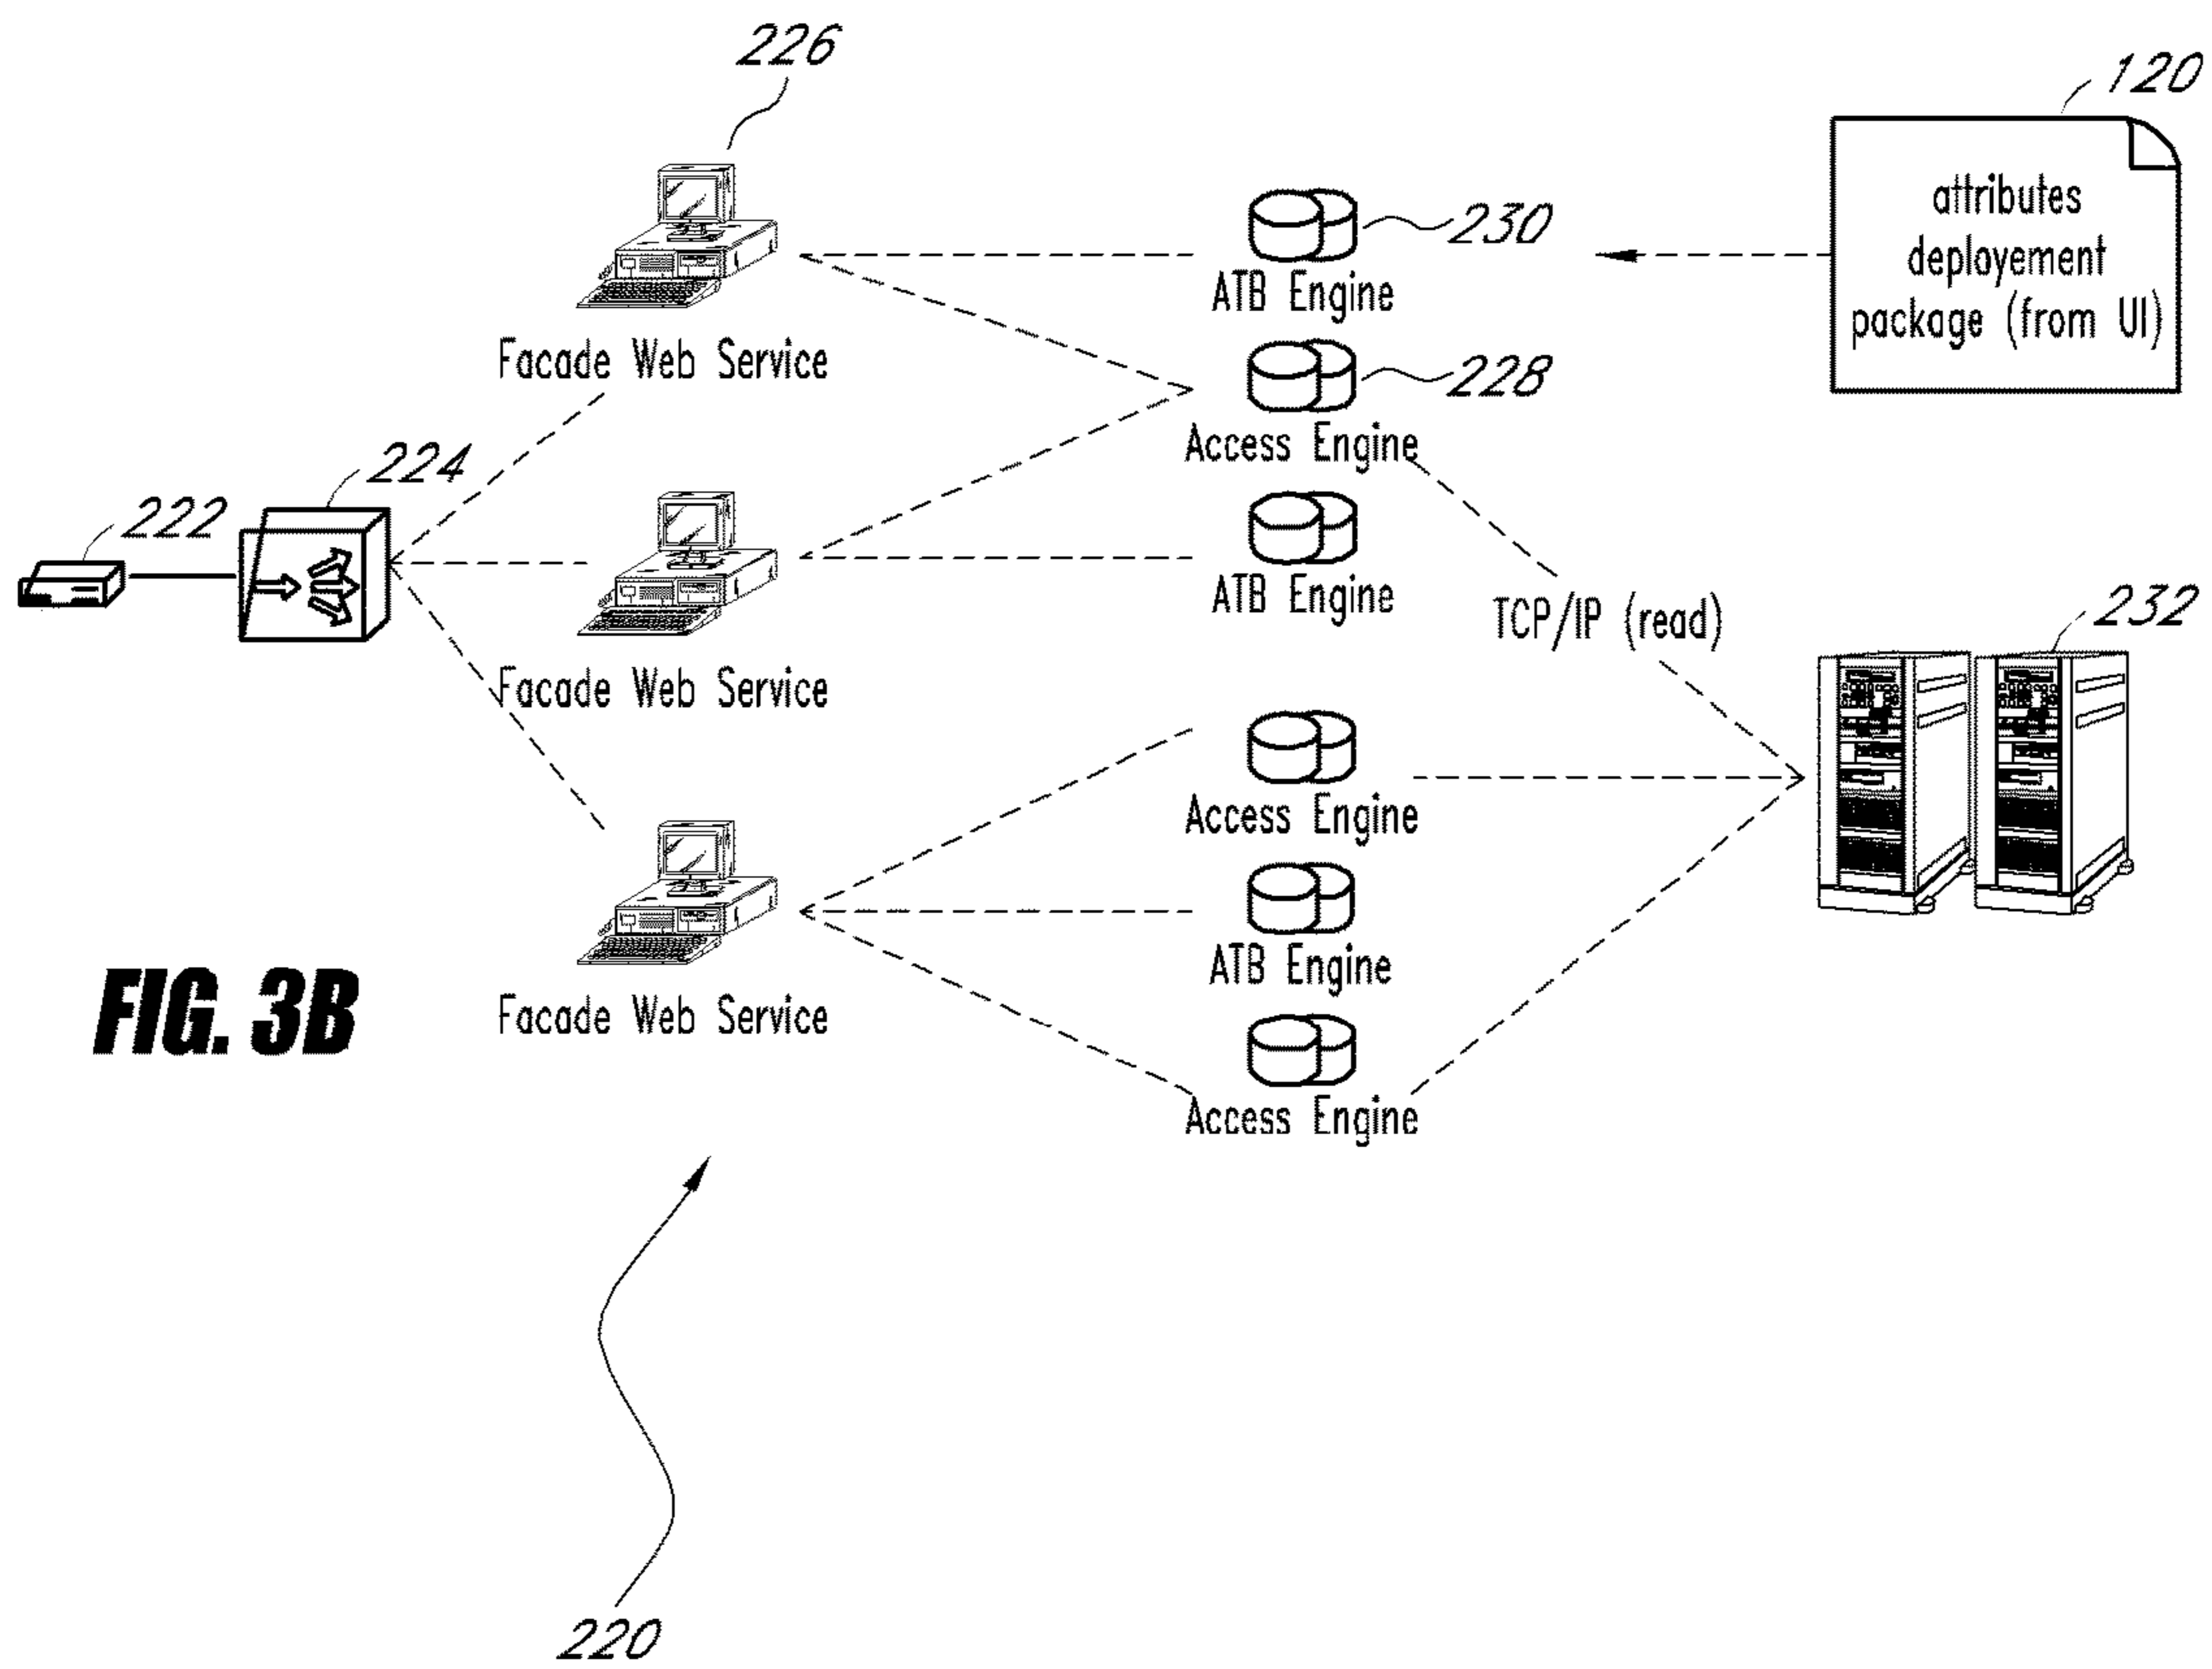 226
120
attributes
deployement
package (from UI)
230
ATB Engine
Facade Web Service
228
Access Engine
224
222
ATB Engine
TCP/IP (read)
232
Facade Web Service
Access Engine
ATB Engine
FIG. 3B
Facade Web Service
Access Engine
220